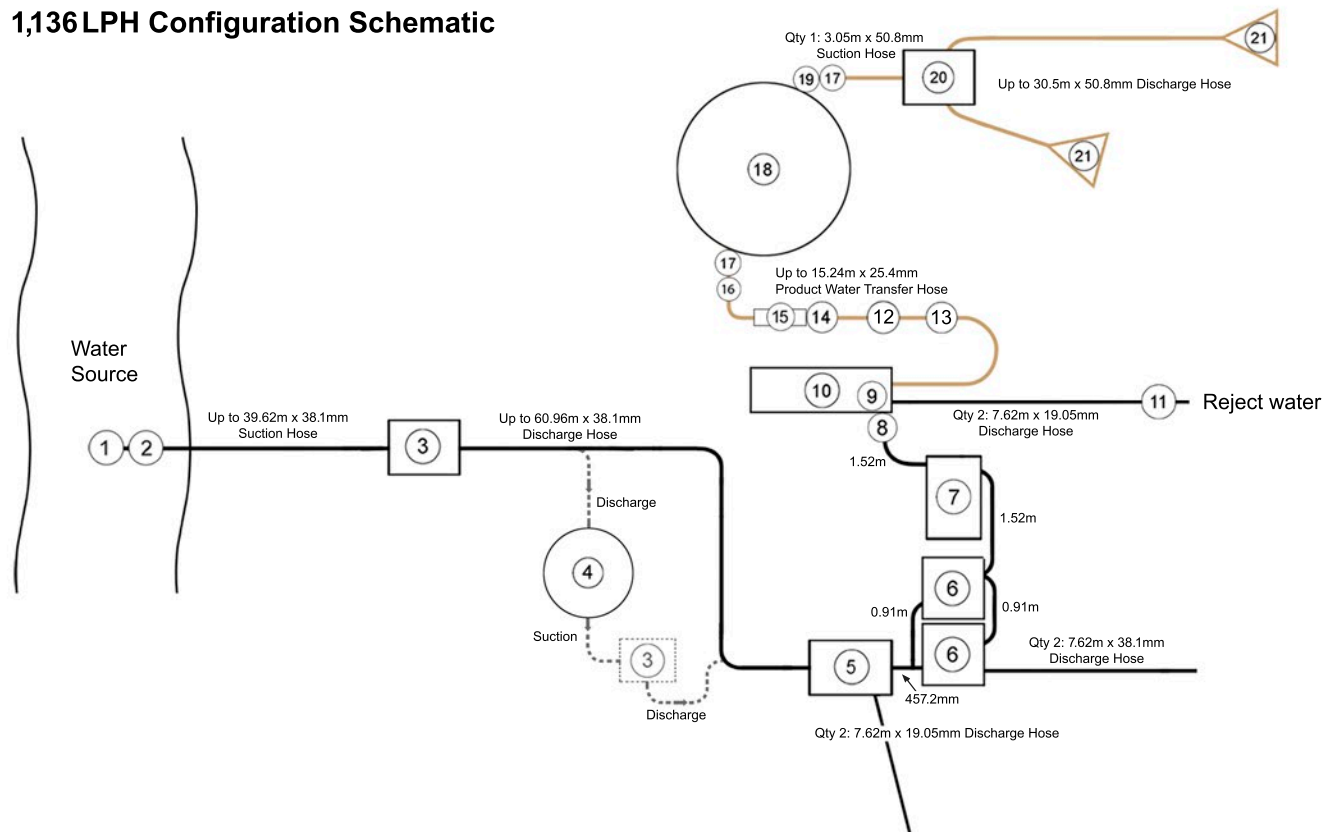 1,136 LPH Configuration Schematic
Qty 1: 3.05m x 50.8mm
Suction Hose
21
19
17
20
Up to 30.5m x 50.8mm Discharge Hose
21
18
17
16
Up to 15.24m x 25.4mm
Product Water Transfer Hose
15
14
12
13
Water
Source
10
9
11
Reject water
Qty 2: 7.62m x 19.05mm
Discharge Hose
8
1.52m
Up to 39.62m x 38.1mm
Suction Hose
Up to 60.96m x 38.1mm
Discharge Hose
1
2
3
7
1.52m
Discharge
4
6
0.91m
0.91m
Suction
3
Discharge
5
6
Qty 2: 7.62m x 38.1mm
Discharge Hose
457.2mm
Qty 2: 7.62m x 19.05mm Discharge Hose